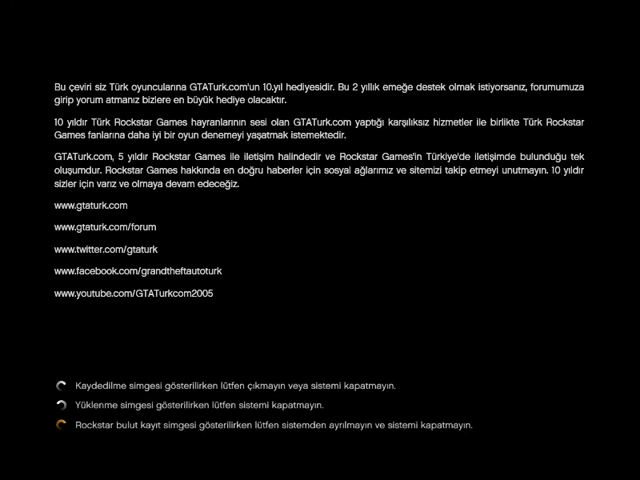 Bu çeviri siz Türk oyuncularına GTATurk.com'un 10.yıl hediyesidir. Bu 2 yıllık emeğe destek olmak istiyorsanız, forumumuza
girip yorum atmanız bizlere en büyük hediye olacaktır.
10 yıldır Türk Rockstar Games hayranlarının sesi olan GTATurk.com yaptığı karşılıksız hizmetler ile birlikte Türk Rockstar
Games fanlarına daha iyi bir oyun denemeyi yaşatmak istemektedir.
GTATurk.com, 5 yıldır Rockstar Games ile iletişim halindedir ve Rockstar Games'in Türkiye'de iletişimde bulunduğu tek
oluşumdur. Rockstar Games hakkında en doğru haberler için sosyal ağlarımız ve sitemizi takip etmeyi unutmayın. 10 yıldır
sizler için varız ve olmaya devam edeceğiz.
www.gtaturk.com
www.gtaturk.com/forum
www.twitter.com/gtaturk
www.facebook.com/grandtheftautoturk
www.youtube.com/GTATurkcom2005
Kaydedilme simgesi gösterilirken lütfen çıkmayın veya sistemi kapatmayın.
Yüklenme simgesi gösterilirken lütfen sistemi kapatmayın.
Rockstar bulut kayıt simgesi gösterilirken lütfen sistemden ayrılmayın ve sistemi kapatmayın.